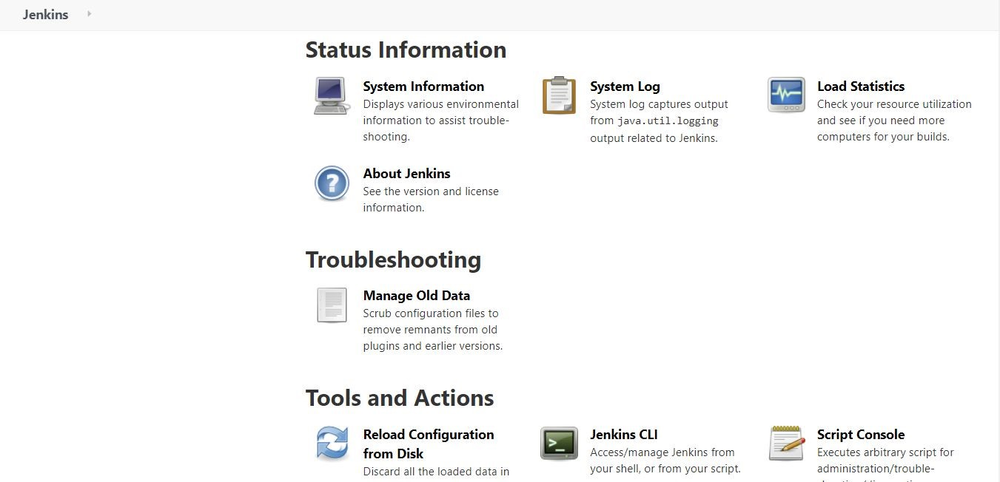 Jenkins
Status Information
System Information
Displays various environmental
information to assist trouble-
shooting.
System Log
System log captures output
from java.util.logging
output related to Jenkins.
Load Statistics
Check your resource utilization
and see if you need more
computers for your builds.
About Jenkins
See the version and license
information.
Troubleshooting
Manage Old Data
Scrub configuration files to
remove remnants from old
plugins and earlier versions.
Tools and Actions
Reload Configuration
from Disk
Discard all the loaded data in
Jenkins CLI
Access/manage Jenkins from
your shell, or from your script.
Script Console
Executes arbitrary script for
administration/trouble-